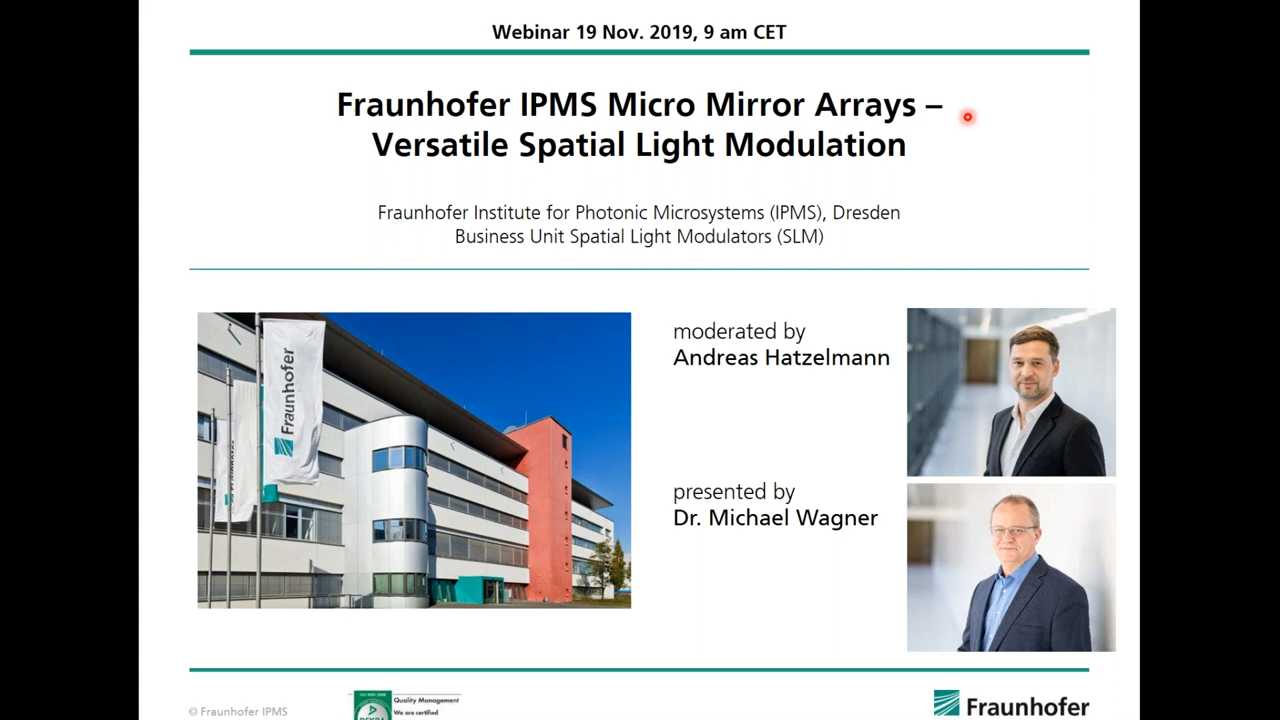 Webinar 19 Nov. 2019, 9 am CET
Fraunhofer IPMS Micro Mirror Arrays –
Versatile Spatial Light Modulation
Fraunhofer Institute for Photonic Microsystems (IPMS), Dresden
Business Unit Spatial Light Modulators (SLM)
Fraunhofer
Fraunhofer
moderated by
Andreas Hatzelmann
presented by
Dr. Michael Wagner
© Fraunhofer IPMS
Quality Management
We are certified
Fraunhofer